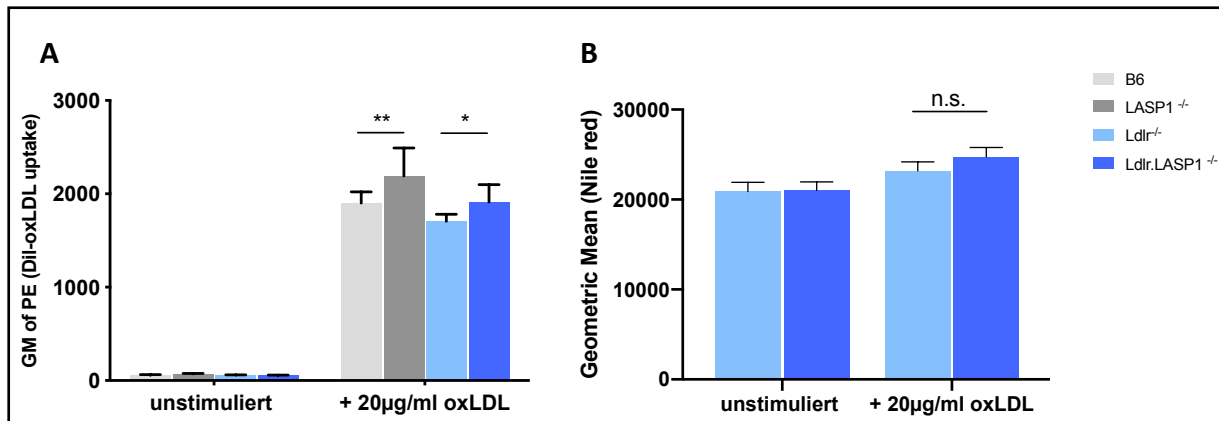 A
GM of PE (Dil-oxLDL uptake)
3000
2000
1000
0
**
*
unstimuliert
+ 20µg/ml oxLDL
B
Geometric Mean (Nile red)
30000
20000
10000
0
n.s.
unstimuliert
+ 20µg/ml oxLDL
B6
LASP1 -/-
Ldlr-/-
Ldlr.LASP1 -/-